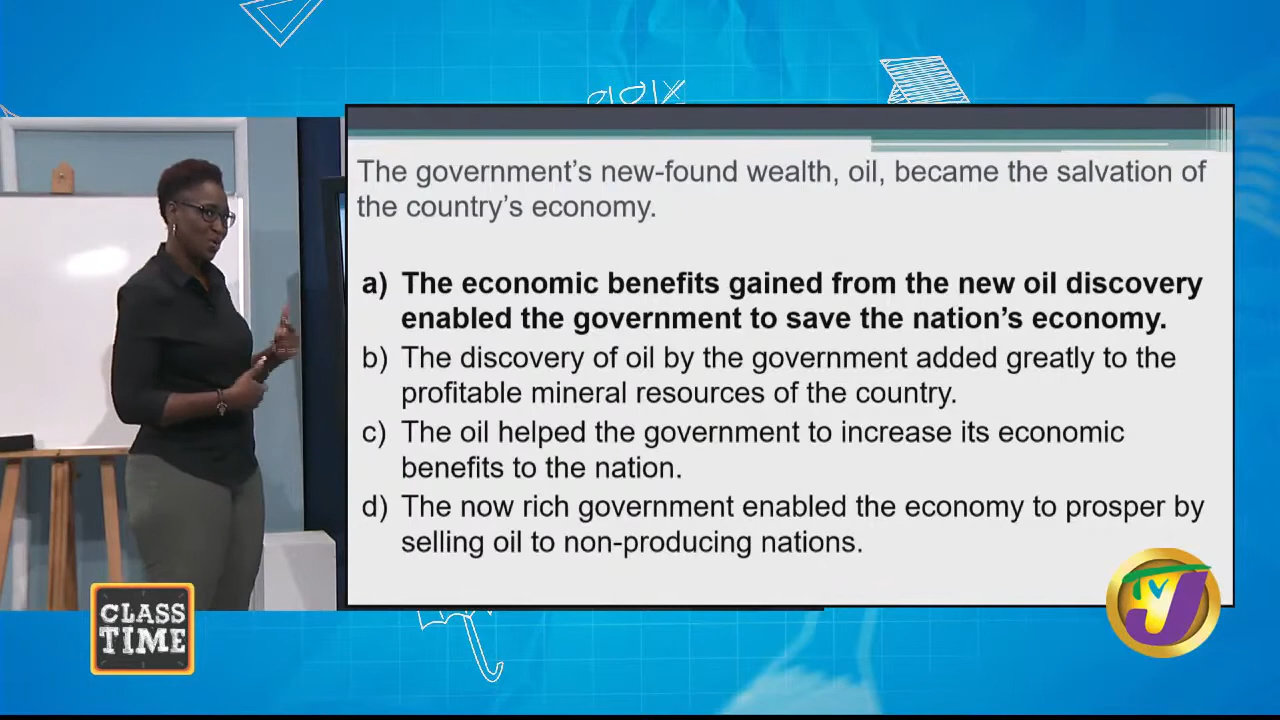 The government's new-found wealth, oil, became the salvation of
the country's economy.
a) The economic benefits gained from the new oil discovery
enabled the government to save the nation's economy.
b) The discovery of oil by the government added greatly to the
profitable mineral resources of the country.
c) The oil helped the government to increase its economic
benefits to the nation.
d) The now rich government enabled the economy to prosper by
selling oil to non-producing nations.
CLASS
TIME
TVJ